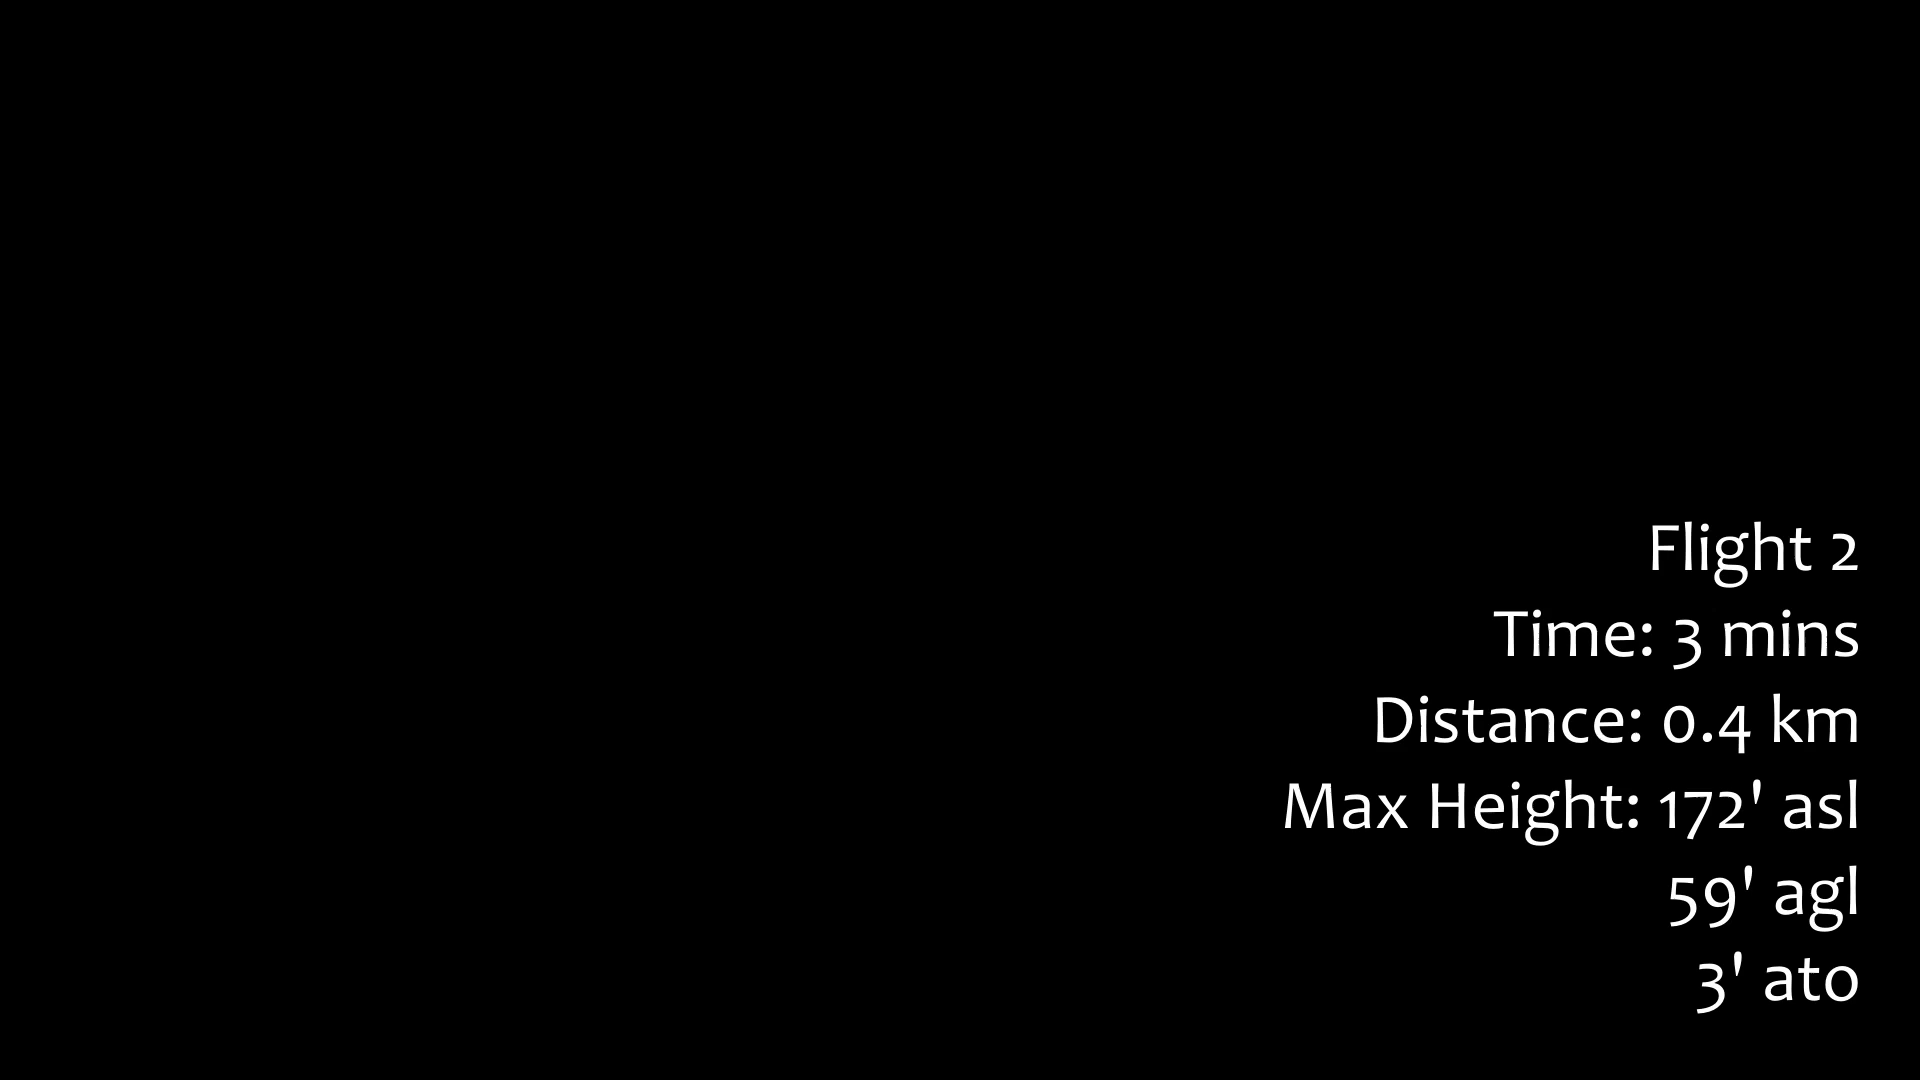 Flight 2
Time: 3 mins
Distance: 0.4 km
Max Height: 172' asl
59' agl
3' ato